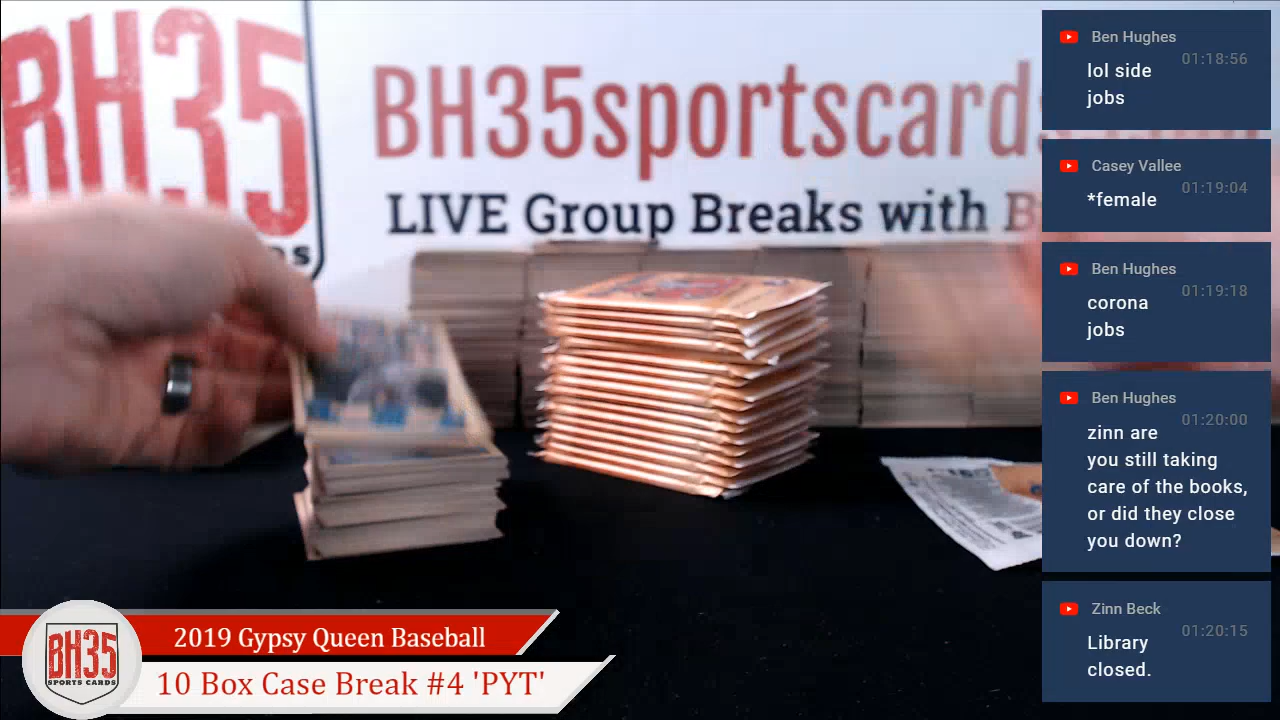 BH35
BH35sportscards
LIVE Group Breaks with B
2019 Gypsy Queen Baseball
10 Box Case Break #4 'PYT'
BH35
SPORTS CARDS
Ben Hughes
01:18:56
lol side
jobs
Casey Vallee
01:19:04
*female
Ben Hughes
01:19:18
corona
jobs
Ben Hughes
01:20:00
zinn are
you still taking
care of the books,
or did they close
you down?
Zinn Beck
01:20:15
Library
closed.